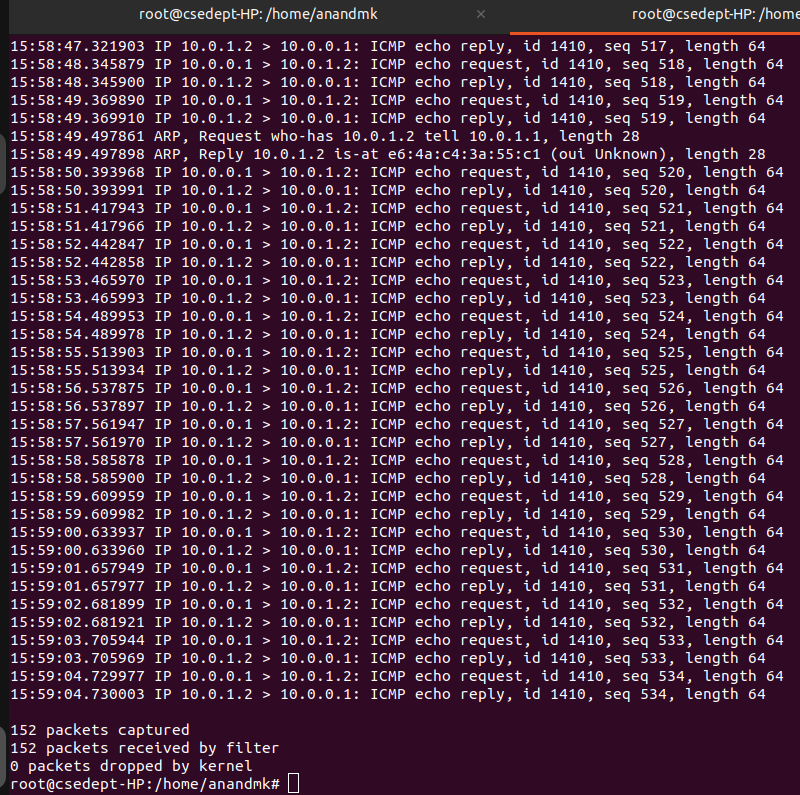 root@csedept-HP: /home/anandmk × root@csedept-HP: /home
15:58:47.321903 IP 10.0.1.2 > 10.0.0.1: ICMP echo reply, id 1410, seq 517, length 64
15:58:48.345879 IP 10.0.0.1 > 10.0.1.2: ICMP echo request, id 1410, seq 518, length 64
15:58:48.345900 IP 10.0.1.2 > 10.0.0.1: ICMP echo reply, id 1410, seq 518, length 64
15:58:49.369890 IP 10.0.0.1 > 10.0.1.2: ICMP echo request, id 1410, seq 519, length 64
15:58:49.369910 IP 10.0.1.2 > 10.0.0.1: ICMP echo reply, id 1410, seq 519, length 64
15:58:49.497861 ARP, Request who-has 10.0.1.2 tell 10.0.1.1, length 28
15:58:49.497898 ARP, Reply 10.0.1.2 is-at e6:4a:c4:3a:55:c1 (oui Unknown), length 28
15:58:50.393968 IP 10.0.0.1 > 10.0.1.2: ICMP echo request, id 1410, seq 520, length 64
15:58:50.393991 IP 10.0.1.2 > 10.0.0.1: ICMP echo reply, id 1410, seq 520, length 64
15:58:51.417943 IP 10.0.0.1 > 10.0.1.2: ICMP echo request, id 1410, seq 521, length 64
15:58:51.417966 IP 10.0.1.2 > 10.0.0.1: ICMP echo reply, id 1410, seq 521, length 64
15:58:52.442847 IP 10.0.0.1 > 10.0.1.2: ICMP echo request, id 1410, seq 522, length 64
15:58:52.442858 IP 10.0.1.2 > 10.0.0.1: ICMP echo reply, id 1410, seq 522, length 64
15:58:53.465970 IP 10.0.0.1 > 10.0.1.2: ICMP echo request, id 1410, seq 523, length 64
15:58:53.465993 IP 10.0.1.2 > 10.0.0.1: ICMP echo reply, id 1410, seq 523, length 64
15:58:54.489953 IP 10.0.0.1 > 10.0.1.2: ICMP echo request, id 1410, seq 524, length 64
15:58:54.489978 IP 10.0.1.2 > 10.0.0.1: ICMP echo reply, id 1410, seq 524, length 64
15:58:55.513903 IP 10.0.0.1 > 10.0.1.2: ICMP echo request, id 1410, seq 525, length 64
15:58:55.513934 IP 10.0.1.2 > 10.0.0.1: ICMP echo reply, id 1410, seq 525, length 64
15:58:56.537875 IP 10.0.0.1 > 10.0.1.2: ICMP echo request, id 1410, seq 526, length 64
15:58:56.537897 IP 10.0.1.2 > 10.0.0.1: ICMP echo reply, id 1410, seq 526, length 64
15:58:57.561947 IP 10.0.0.1 > 10.0.1.2: ICMP echo request, id 1410, seq 527, length 64
15:58:57.561970 IP 10.0.1.2 > 10.0.0.1: ICMP echo reply, id 1410, seq 527, length 64
15:58:58.585878 IP 10.0.0.1 > 10.0.1.2: ICMP echo request, id 1410, seq 528, length 64
15:58:58.585900 IP 10.0.1.2 > 10.0.0.1: ICMP echo reply, id 1410, seq 528, length 64
15:58:59.609959 IP 10.0.0.1 > 10.0.1.2: ICMP echo request, id 1410, seq 529, length 64
15:58:59.609982 IP 10.0.1.2 > 10.0.0.1: ICMP echo reply, id 1410, seq 529, length 64
15:59:00.633937 IP 10.0.0.1 > 10.0.1.2: ICMP echo request, id 1410, seq 530, length 64
15:59:00.633960 IP 10.0.1.2 > 10.0.0.1: ICMP echo reply, id 1410, seq 530, length 64
15:59:01.657949 IP 10.0.0.1 > 10.0.1.2: ICMP echo request, id 1410, seq 531, length 64
15:59:01.657977 IP 10.0.1.2 > 10.0.0.1: ICMP echo reply, id 1410, seq 531, length 64
15:59:02.681899 IP 10.0.0.1 > 10.0.1.2: ICMP echo request, id 1410, seq 532, length 64
15:59:02.681921 IP 10.0.1.2 > 10.0.0.1: ICMP echo reply, id 1410, seq 532, length 64
15:59:03.705944 IP 10.0.0.1 > 10.0.1.2: ICMP echo request, id 1410, seq 533, length 64
15:59:03.705969 IP 10.0.1.2 > 10.0.0.1: ICMP echo reply, id 1410, seq 533, length 64
15:59:04.729977 IP 10.0.0.1 > 10.0.1.2: ICMP echo request, id 1410, seq 534, length 64
15:59:04.730003 IP 10.0.1.2 > 10.0.0.1: ICMP echo reply, id 1410, seq 534, length 64
152 packets captured
152 packets received by filter
0 packets dropped by kernel
root@csedept-HP:/home/anandmk#